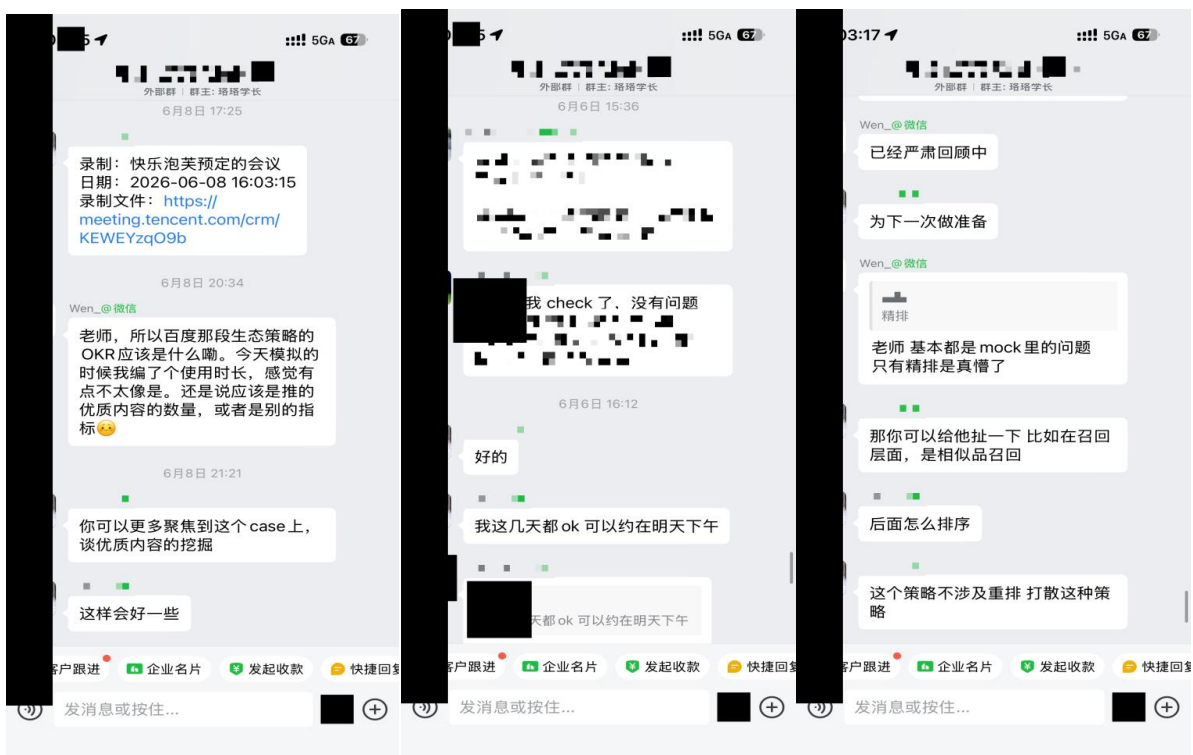 5
5GA 67
外部群 | 群主: 珞珞学长
6月8日 17:25
录制：快乐泡芙预定的会议
日期：2026-06-08 16:03:15
录制文件：https://
meeting.tencent.com/crm/
KEWEYzqO9b
6月8日 20:34
Wen_@微信
老师，所以百度那段生态策略的
OKR应该是什么嘞。今天模拟的
时候我编了个使用时长，感觉有
点不太像是。还是说应该是推的
优质内容的数量，或者是别的指
标
6月8日 21:21
你可以更多聚焦到这个case上，
谈优质内容的挖掘
这样会好一些
客户跟进
企业名片
发起收款
快捷回复
发消息或按住...
5
5GA 67
外部群 | 群主: 珞珞学长
6月6日 15:36
我 check 了，没有问题
6月6日 16:12
好的
我这几天都ok 可以约在明天下午
天都ok 可以约在明天下午
客户跟进
企业名片
发起收款
快捷回复
发消息或按住...
03:17
5GA 67
外部群 | 群主: 珞珞学长
Wen_@微信
已经严肃回顾中
为下一次做准备
Wen_@微信
精排
老师 基本都是mock里的问题
只有精排是真懵了
那你可以给他扯一下 比如在召回
层面，是相似品召回
后面怎么排序
这个策略不涉及重排 打散这种策
略
客户跟进
企业名片
发起收款
快捷回复
发消息或按住...